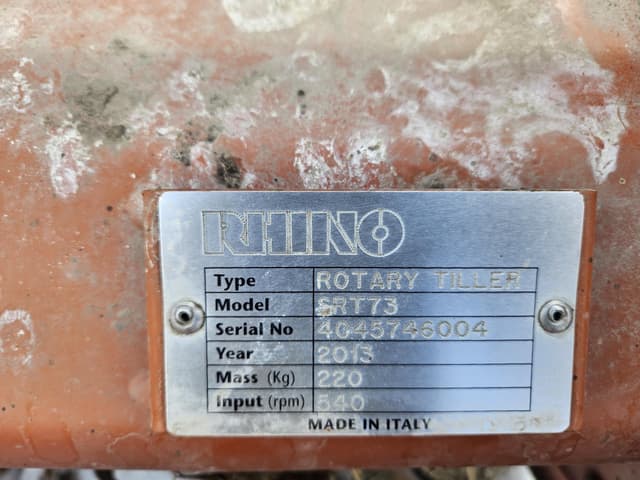 RHINO
Type ROTARY TILLER
Model SRT73
Serial No 4045746004
Year 2013
Mass (Kg) 220
Input (rpm) 540
MADE IN ITALY